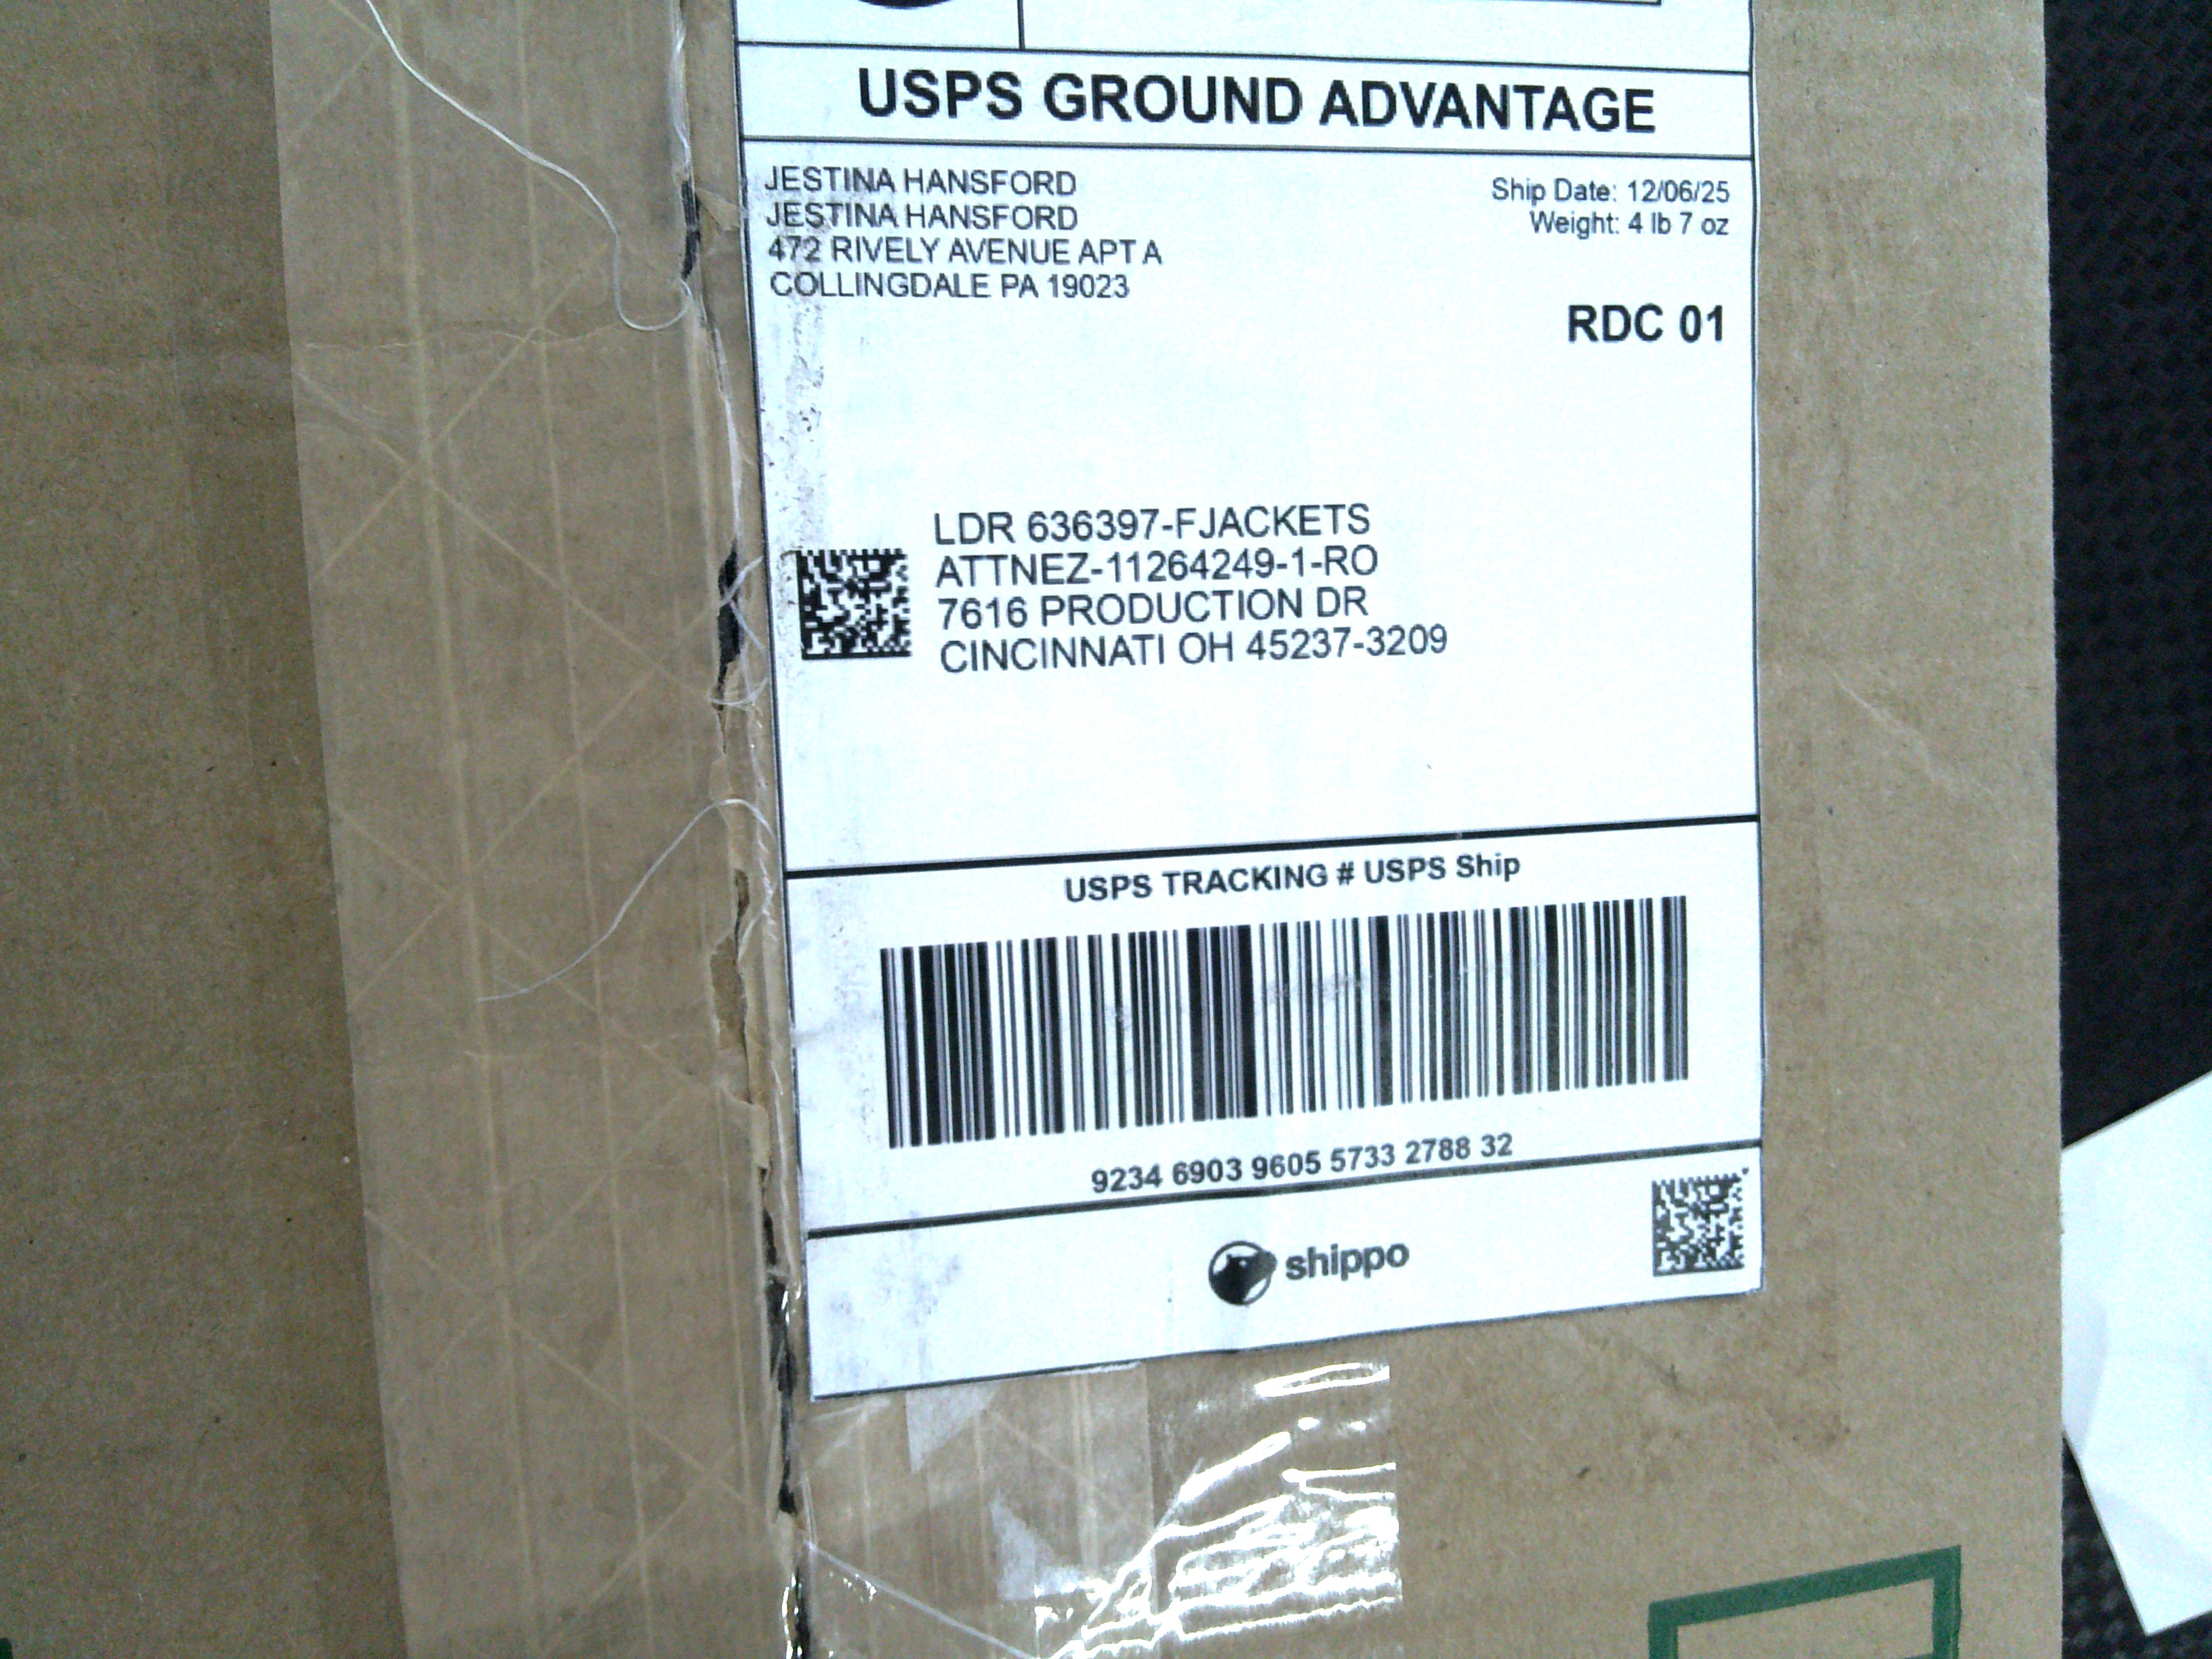 USPS GROUND ADVANTAGE
JESTINA HANSFORD
JESTINA HANSFORD
472 RIVELY AVENUE APT A
COLLINGDALE PA 19023
Ship Date: 12/06/25
Weight: 4 lb 7 oz
RDC 01
LDR 636397-FJACKETS
ATTNEZ-11264249-1-RO
7616 PRODUCTION DR
CINCINNATI OH 45237-3209
USPS TRACKING # USPS Ship
9234 6903 9605 5733 2788 32
shippo